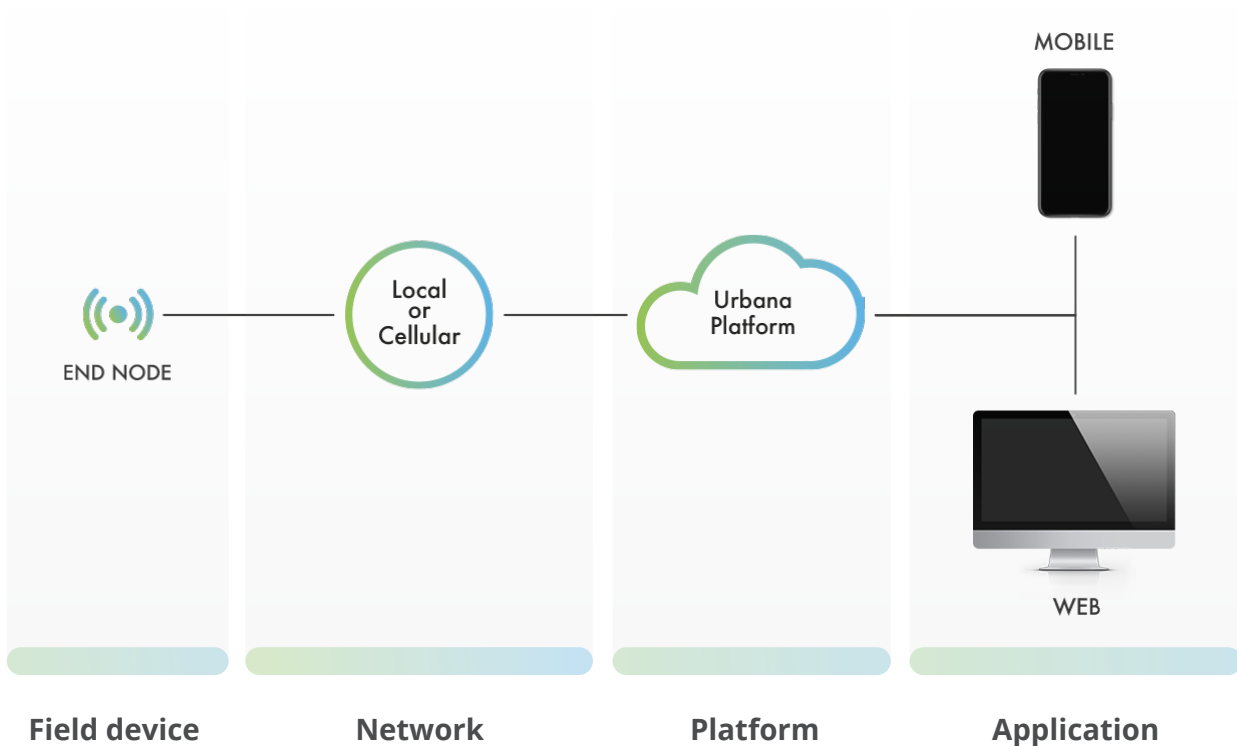 MOBILE
Local
or
Cellular
Urbana
Platform
END NODE
WEB
Field device
Network
Platform
Application